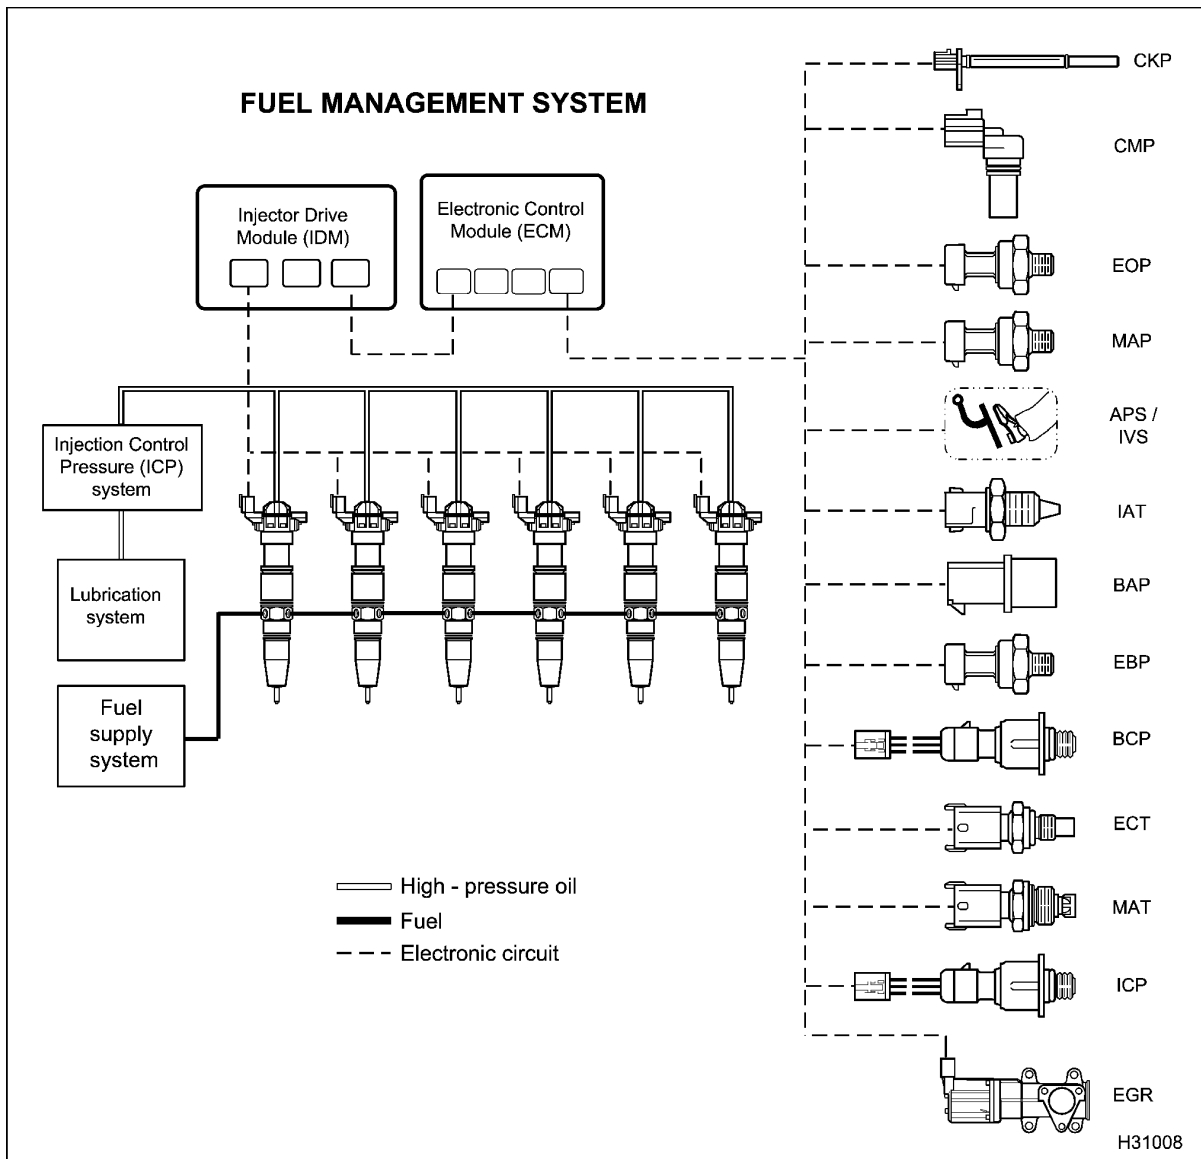 FUEL MANAGEMENT SYSTEM
Injector Drive
Module (IDM)
Electronic Control
Module (ECM)
Injection Control
Pressure (ICP)
system
Lubrication
system
Fuel
supply
system
High - pressure oil
Fuel
Electronic circuit
CKP
CMP
EOP
MAP
APS /
IVS
IAT
BAP
EBP
BCP
ECT
MAT
ICP
EGR
H31008